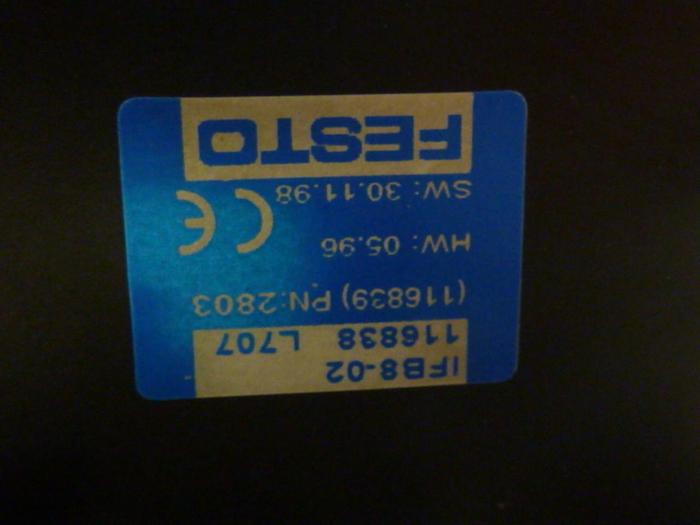 IFB8-02
116838 L707
(116839) PN:2803
HW: 05.96
SW: 30.11.98
CE
FESTO